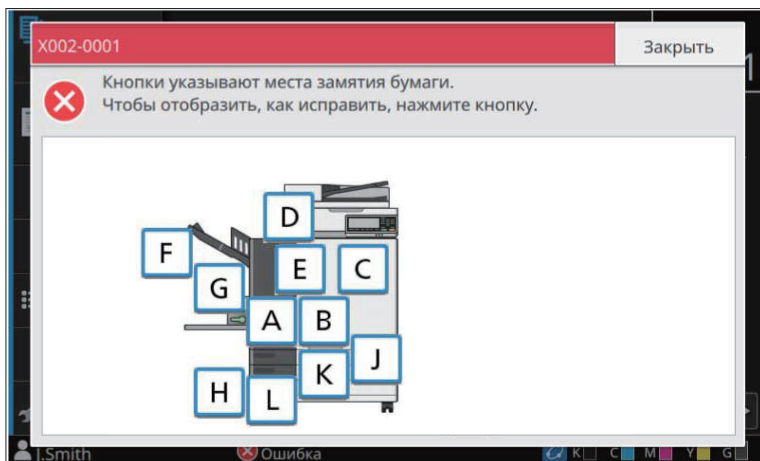 X002-0001
Закрыть
Кнопки указывают места замятия бумаги.
Чтобы отобразить, как исправить, нажмите кнопку.
D
F
E
C
G
A
B
J
K
H
L
J.Smith
Ошибка
K
C
M
Y
G